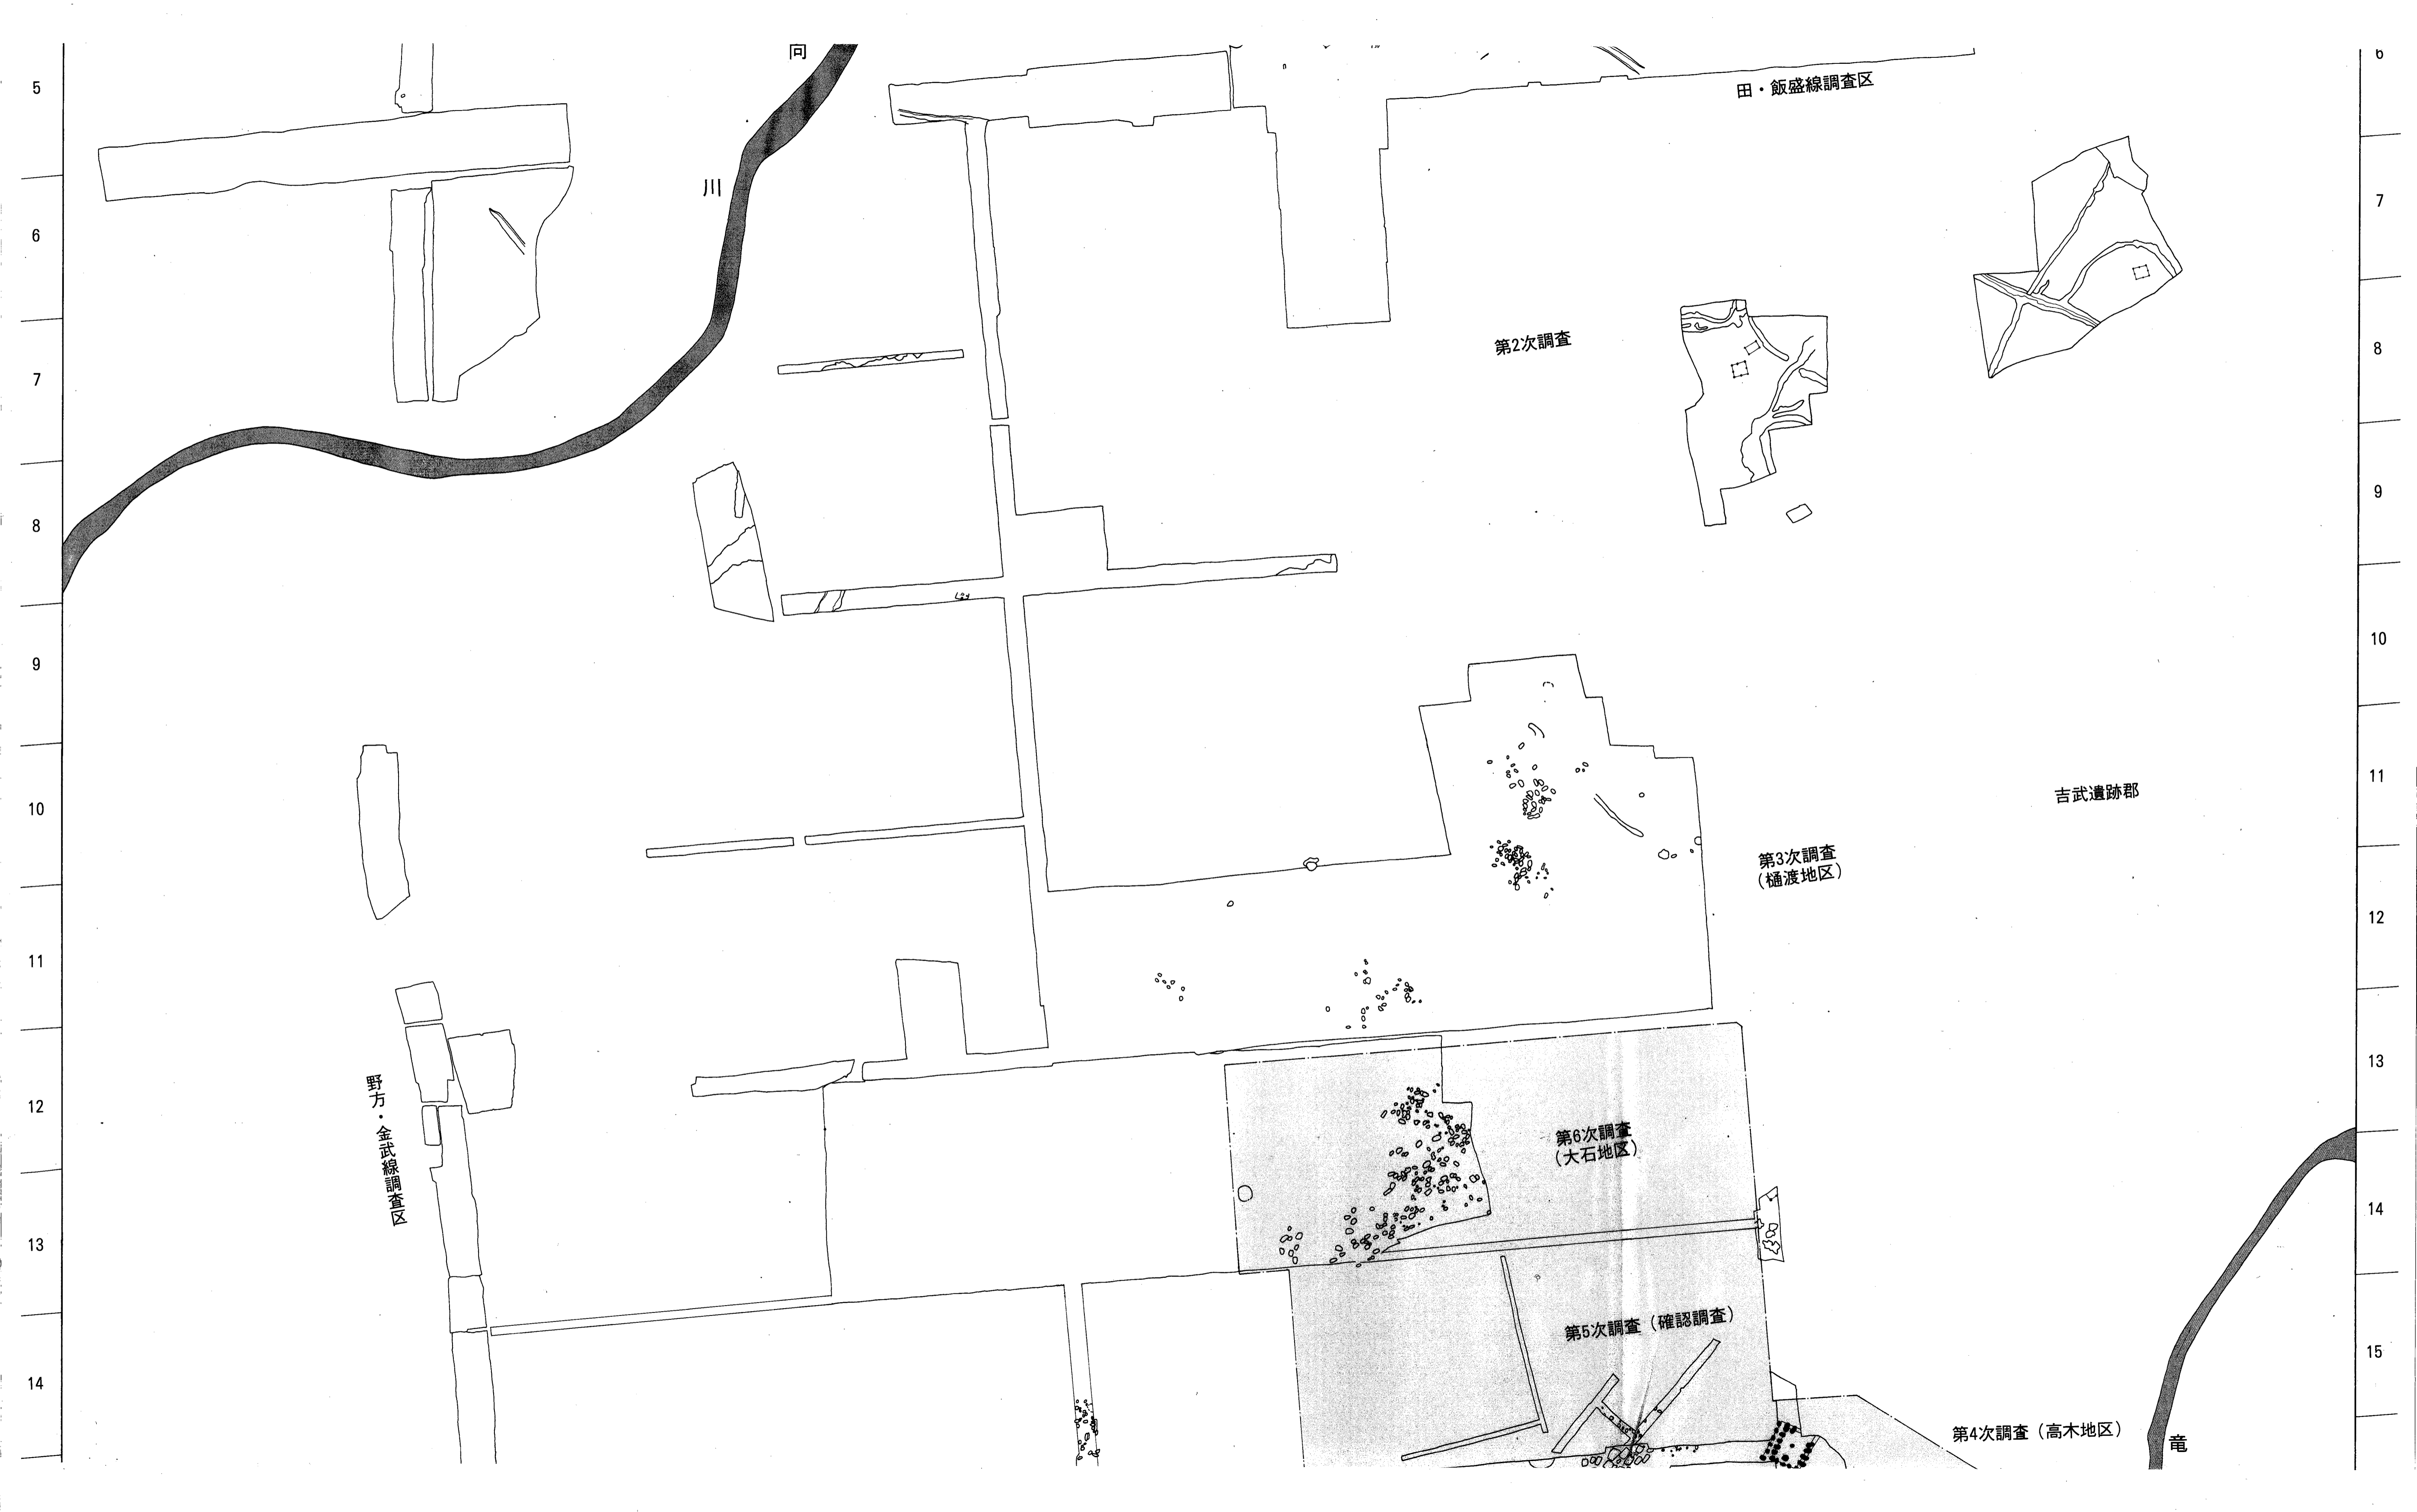 向
川
田・飯盛線調査区
第2次調査
吉武遺跡郡
第3次調査
(樋渡地区)
野方・金武線調査区
第6次調査
(大石地区)
第5次調査(確認調査)
第4次調査(高木地区)
竜
5
6
7
8
9
10
11
12
13
14
6
7
8
9
10
11
12
13
14
15